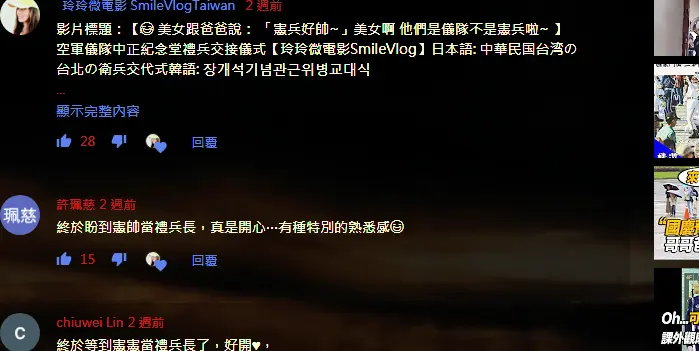 玲玲微電影 SmileVlogTaiwan 2 週前
影片標題：【😅 美女跟爸爸說：「憲兵好帥~」美女啊 他們是儀隊不是憲兵啦~ 】
空軍儀隊中正紀念堂禮兵交接儀式【玲玲微電影SmileVlog】日本語: 中華民国台湾の
台北の衛兵交代式韓語: 장개석기념관근위병교대식
...
顯示完整內容
28 回覆
珮慈
許珮慈 2 週前
終於盼到憲帥當禮兵長，真是開心⋯有種特別的熟悉感😃
15 回覆
C
chiuwei Lin 2 週前
終於等到憲憲當禮兵長了，好開♥，
來
"國慶
哥哥
Oh...可
課外觀